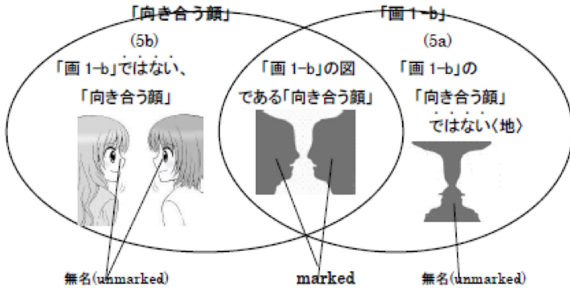 「向き合う顔」
「画 1-b」
(5b)
(5a)
「画 1-b」ではない、
「向き合う顔」
「画 1-b」の図
である「向き合う顔」
「画 1-b」の
「向き合う顔」
ではない〈地〉
無名(unmarked)
marked
無名(unmarked)